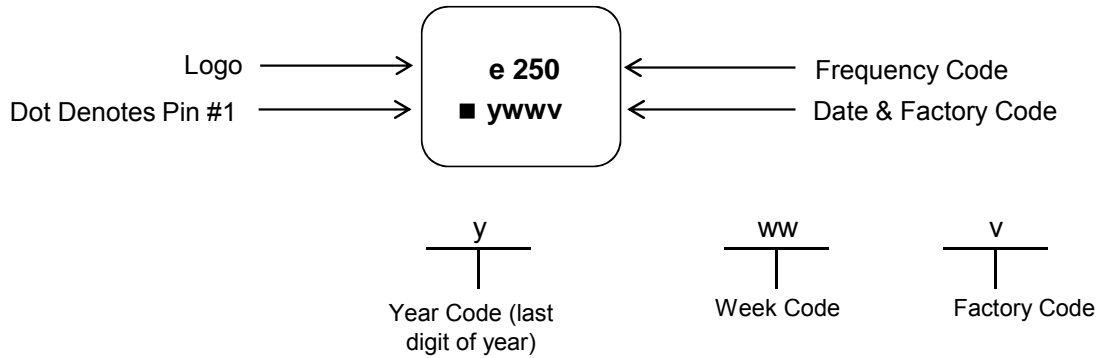 Logo
e 250
Frequency Code
Dot Denotes Pin #1
■ ywwv
Date & Factory Code
y
ww
v
Year Code (last
digit of year)
Week Code
Factory Code